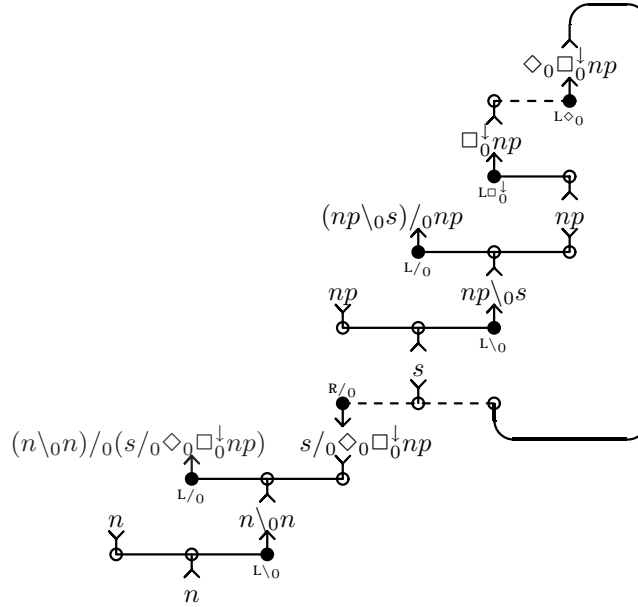 ◇₀□₀↓np
L◇₀
□₀↓np
L□₀↓
(np\₀s)/₀np
np
L/₀
np
np\₀s
L\₀
s
R/₀
(n\₀n)/₀(s/₀◇₀□₀↓np)
s/₀◇₀□₀↓np
L/₀
n
n\₀n
L\₀
n